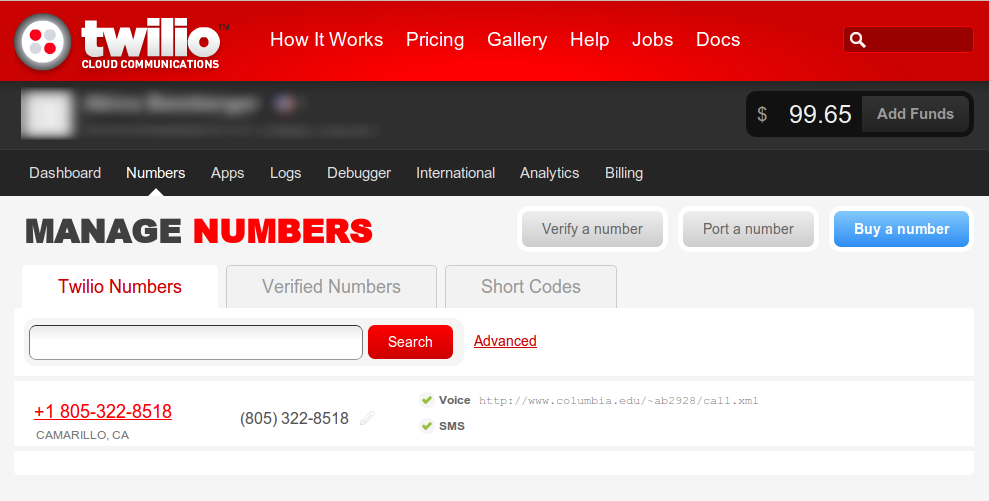 twilio™
CLOUD COMMUNICATIONS
How It Works Pricing Gallery Help Jobs Docs
$ 99.65 Add Funds
Dashboard Numbers Apps Logs Debugger International Analytics Billing
MANAGE NUMBERS
Verify a number Port a number Buy a number
Twilio Numbers Verified Numbers Short Codes
Search Advanced
+1 805-322-8518 (805) 322-8518 Voice http://www.columbia.edu/~ab2928/call.xml
CAMARILLO, CA SMS